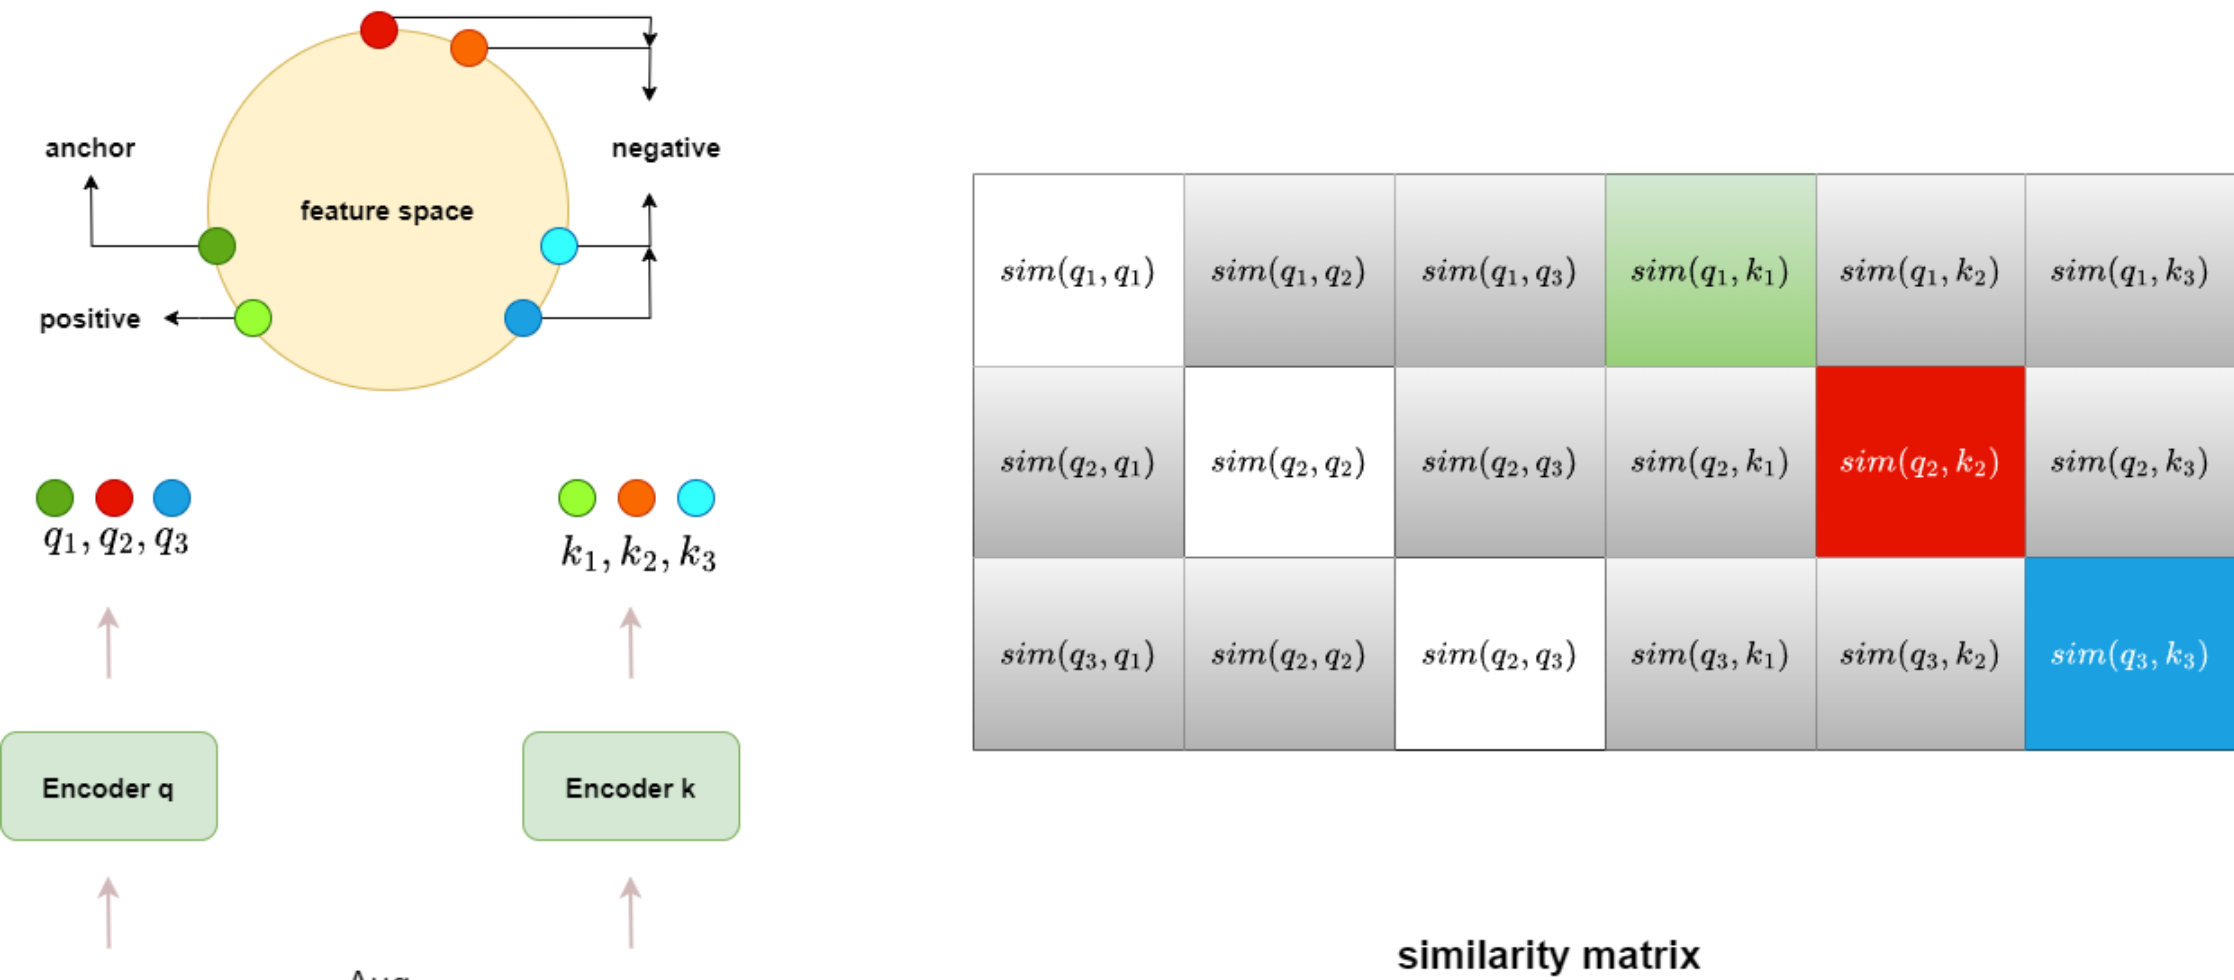 anchor
negative
feature space
positive
q₁, q₂, q₃
k₁, k₂, k₃
Encoder q
Encoder k
Aug
sim(q₁, q₁) sim(q₁, q₂) sim(q₁, q₃) sim(q₁, k₁) sim(q₁, k₂) sim(q₁, k₃)
sim(q₂, q₁) sim(q₂, q₂) sim(q₂, q₃) sim(q₂, k₁) sim(q₂, k₂) sim(q₂, k₃)
sim(q₃, q₁) sim(q₂, q₂) sim(q₂, q₃) sim(q₃, k₁) sim(q₃, k₂) sim(q₃, k₃)
similarity matrix